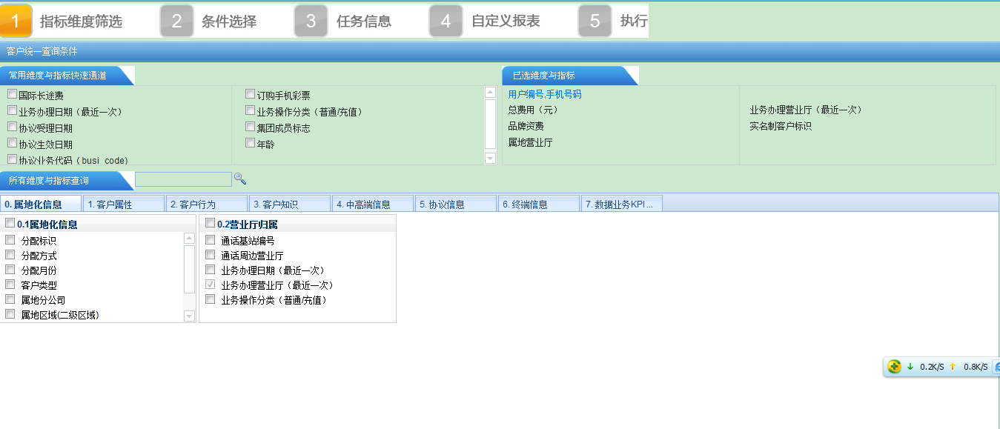 1 指标维度筛选 2 条件选择 3 任务信息 4 自定义报表 5 执行
客户统一查询条件
常用维度与指标快速通道
国际长途费 订购手机彩票
业务办理日期（最近一次） 业务操作分类（普通/充值）
协议受理日期 集团成员标志
协议生效日期 年龄
协议业务代码（busi_code）
已选维度与指标
用户编号,手机号码
总费用（元） 业务办理营业厅（最近一次）
品牌资费 实名制客户标识
属地营业厅
所有维度与指标查询
0. 属地化信息 1. 客户属性 2. 客户行为 3. 客户知识 4. 中高端信息 5. 协议信息 6. 终端信息 7. 数据业务KPI...
0.1属地化信息
分配标识
分配方式
分配月份
客户类型
属地分公司
属地区域(二级区域)
0.2营业厅归属
通话基站编号
通话周边营业厅
业务办理日期（最近一次）
业务办理营业厅（最近一次）
业务操作分类（普通/充值）
0.2K/S 0.8K/S